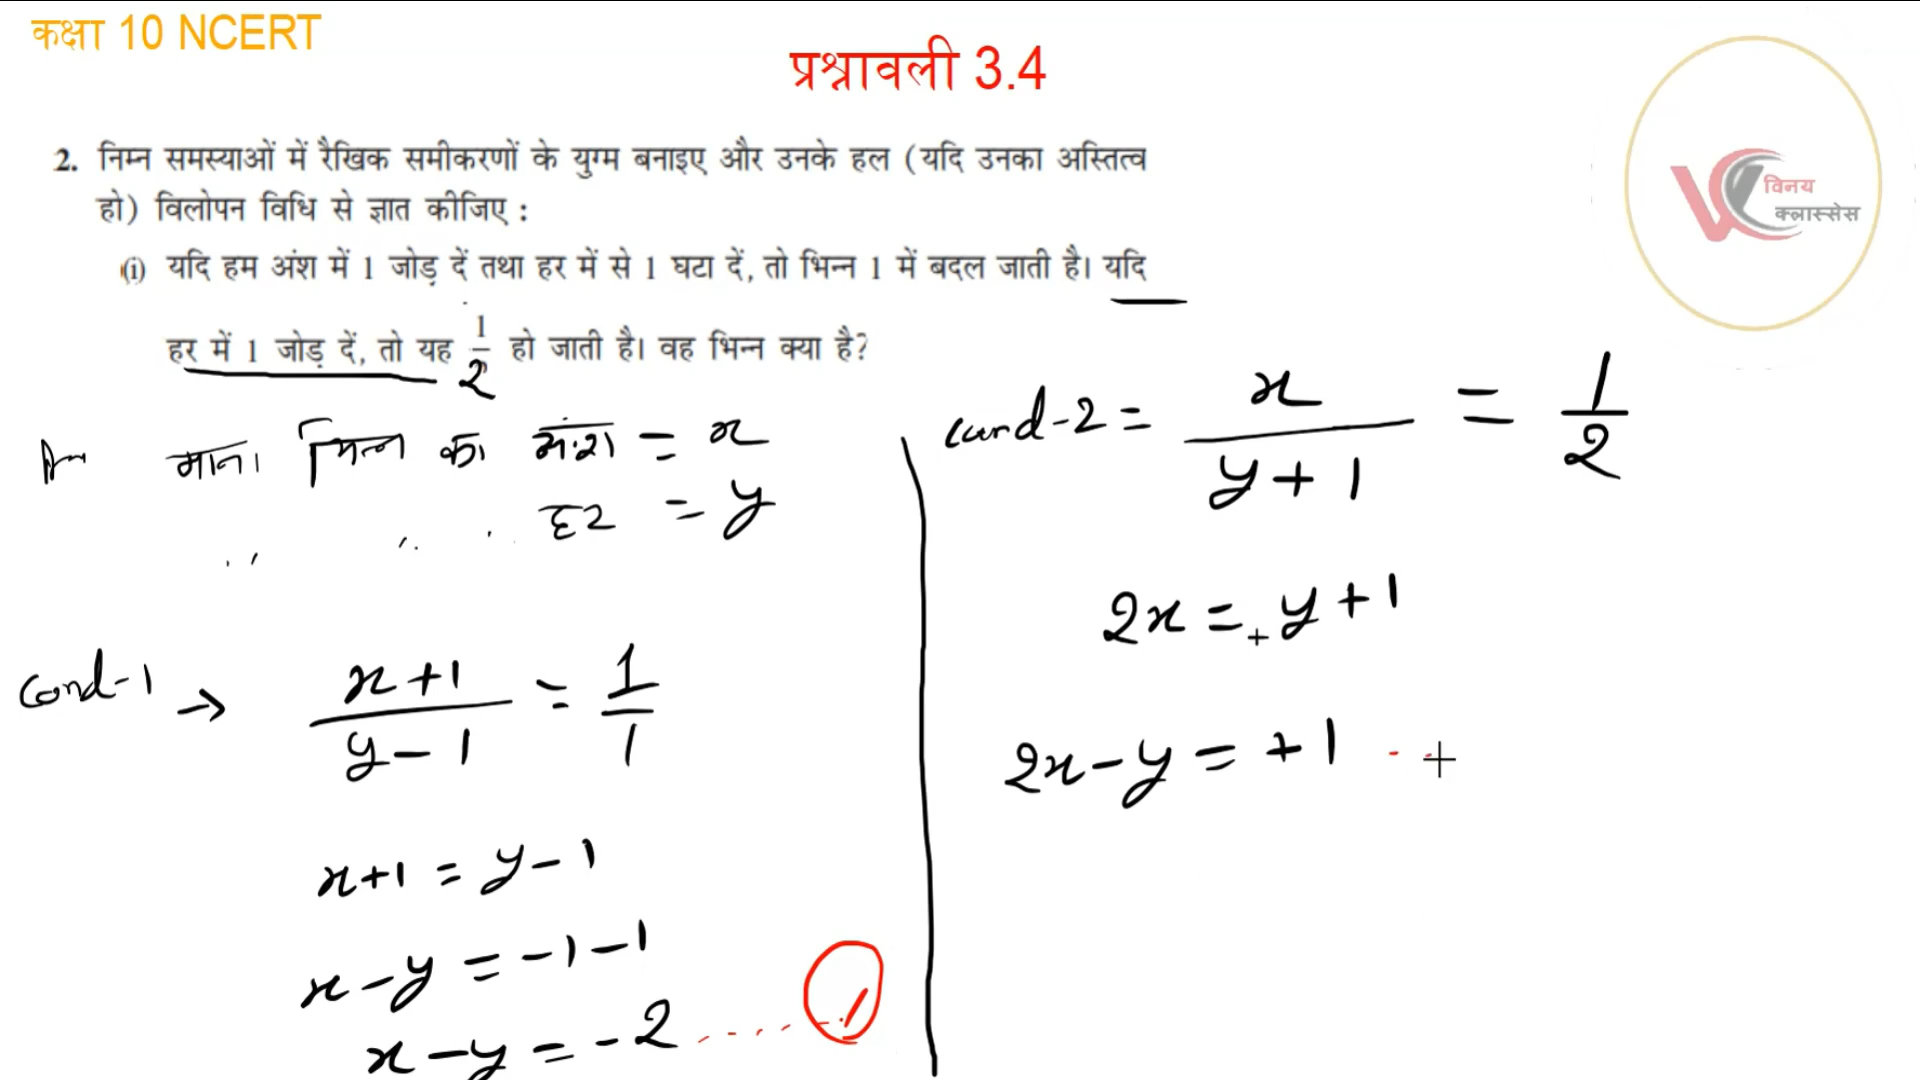 कक्षा 10 NCERT
प्रश्नावली 3.4
विनय
क्लासेस
2. निम्न समस्याओं में रैखिक समीकरणों के युग्म बनाइए और उनके हल (यदि उनका अस्तित्व
हो) विलोपन विधि से ज्ञात कीजिए :
(i) यदि हम अंश में 1 जोड़ दें तथा हर में से 1 घटा दें, तो भिन्न 1 में बदल जाती है। यदि
हर में 1 जोड़ दें, तो यह 1/2 हो जाती है। वह भिन्न क्या है?
2
माना भिन्न का अंश = x
हर = y
cond-1 → x+1/y-1 = 1/1
x+1 = y-1
x-y = -1-1
x-y = -2 ...... 1
cond-2 = x/y+1 = 1/2
2x = + y+1
2x-y = +1 ..